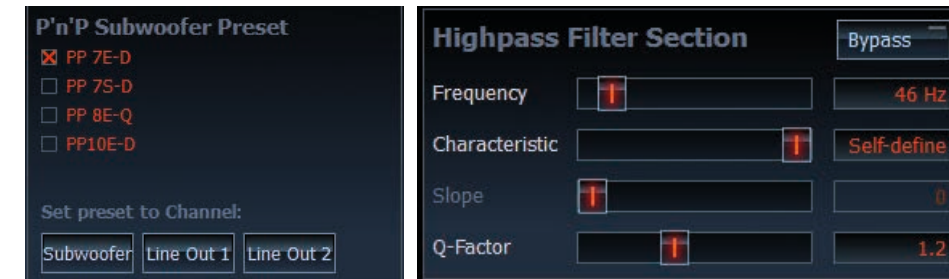 P'n'P Subwoofer Preset
PP 7E-D
PP 7S-D
PP 8E-Q
PP10E-D
Set preset to Channel:
Subwoofer Line Out 1 Line Out 2
Highpass Filter Section Bypass
Frequency 46 Hz
Characteristic Self-define
Slope 0
Q-Factor 1.2